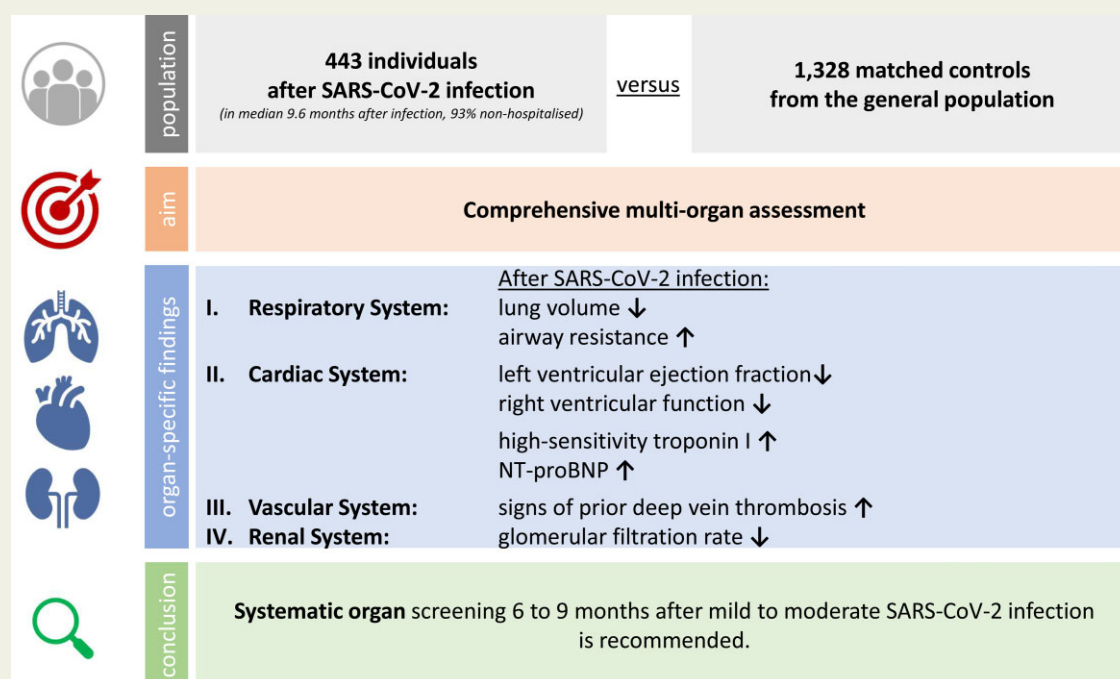 population
443 individuals
after SARS-CoV-2 infection
(in median 9.6 months after infection, 93% non-hospitalised)
versus
1,328 matched controls
from the general population
aim
Comprehensive multi-organ assessment
organ-specific findings
After SARS-CoV-2 infection:
I. Respiratory System: lung volume ↓
airway resistance ↑
II. Cardiac System: left ventricular ejection fraction↓
right ventricular function ↓
high-sensitivity troponin I ↑
NT-proBNP ↑
III. Vascular System: signs of prior deep vein thrombosis ↑
IV. Renal System: glomerular filtration rate ↓
conclusion
Systematic organ screening 6 to 9 months after mild to moderate SARS-CoV-2 infection
is recommended.